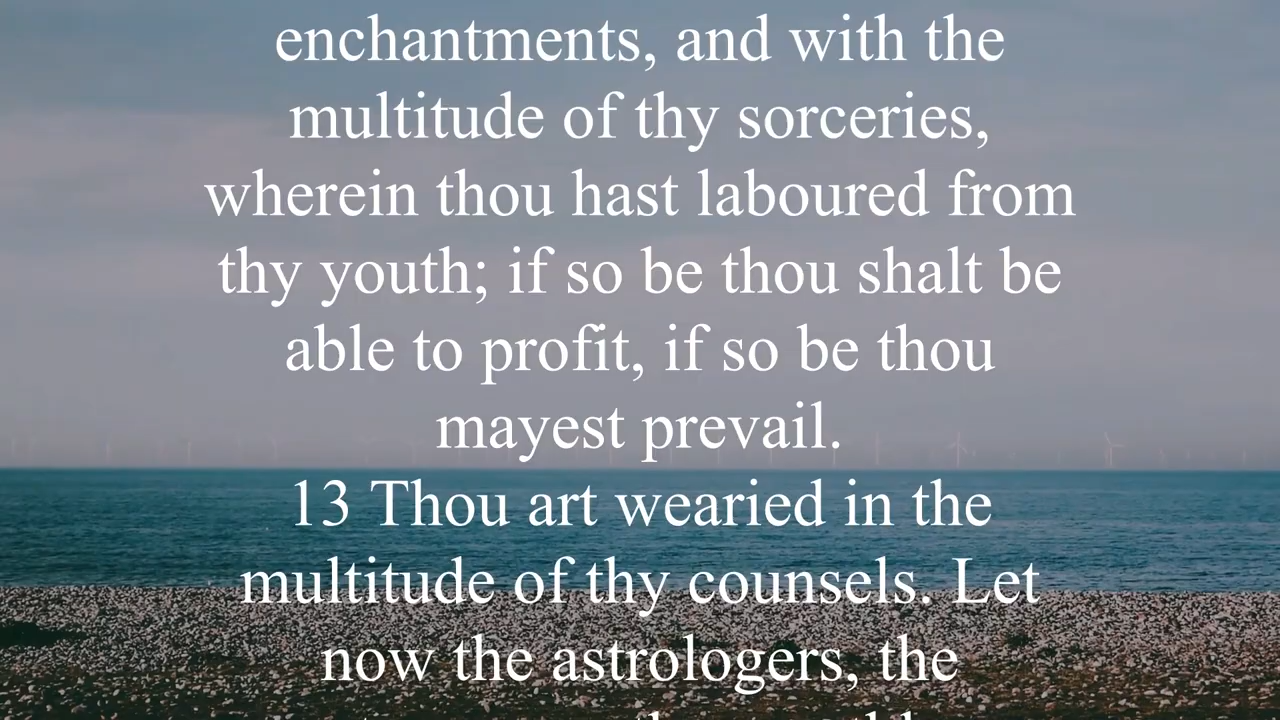 enchantments, and with the
multitude of thy sorceries,
wherein thou hast laboured from
thy youth; if so be thou shalt be
able to profit, if so be thou
mayest prevail.
13 Thou art wearied in the
multitude of thy counsels. Let
now the astrologers, the